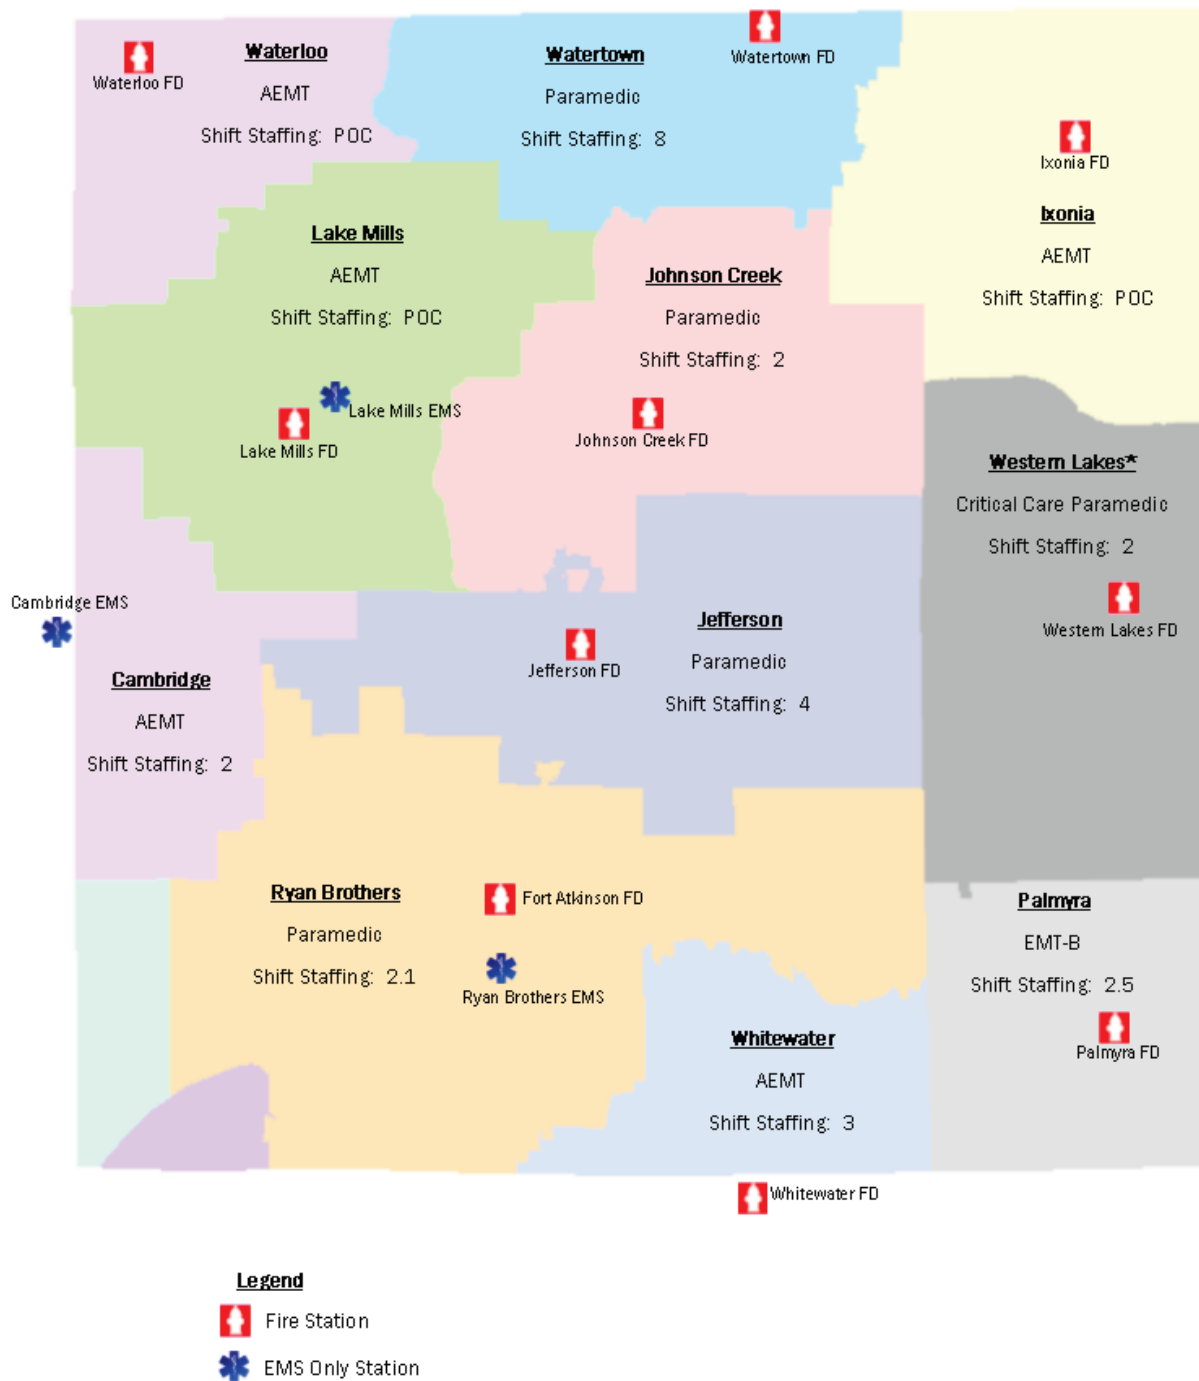 Waterloo FD
Waterloo
AEMT
Shift Staffing: POC
Watertown
Paramedic
Shift Staffing: 8
Watertown FD
Ixonia FD
Ixonia
AEMT
Shift Staffing: POC
Lake Mills
AEMT
Shift Staffing: POC
Lake Mills EMS
Lake Mills FD
Johnson Creek
Paramedic
Shift Staffing: 2
Johnson Creek FD
Western Lakes*
Critical Care Paramedic
Shift Staffing: 2
Western Lakes FD
Cambridge EMS
Cambridge
AEMT
Shift Staffing: 2
Jefferson FD
Jefferson
Paramedic
Shift Staffing: 4
Ryan Brothers
Paramedic
Shift Staffing: 2.1
Fort Atkinson FD
Ryan Brothers EMS
Palmyra
EMT-B
Shift Staffing: 2.5
Palmyra FD
Whitewater
AEMT
Shift Staffing: 3
Whitewater FD
Legend
Fire Station
EMS Only Station